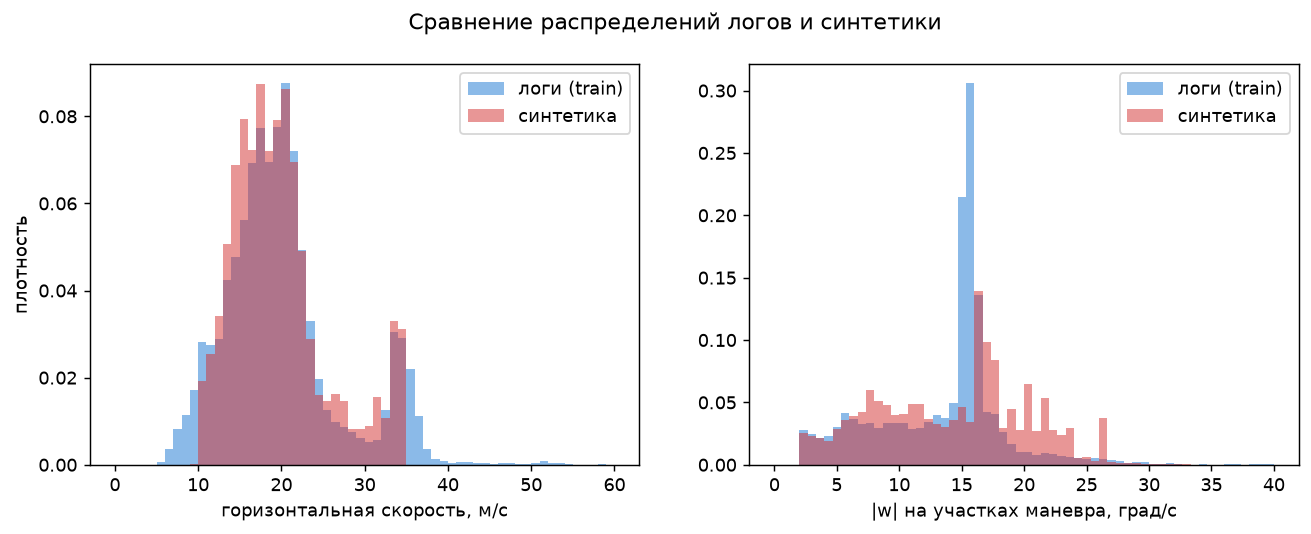 Сравнение распределений логов и синтетики
логи (train)
синтетика
плотность
0.08
0.06
0.04
0.02
0.00
0 10 20 30 40 50 60
горизонтальная скорость, м/с
логи (train)
синтетика
0.30
0.25
0.20
0.15
0.10
0.05
0.00
0 5 10 15 20 25 30 35 40
|w| на участках маневра, град/с